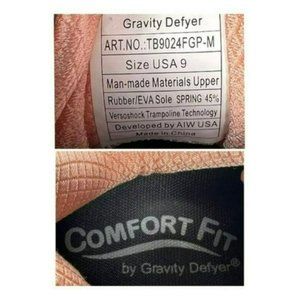 Gravity Defyer
ART.NO.:TB9024FGP-M
Size USA 9
Man-made Materials Upper
Rubber/EVA Sole SPRING 45%
Versoshock Trampoline Technology
Developed by AIW USA
Made in China
COMFORT FIT
by Gravity Defyer®